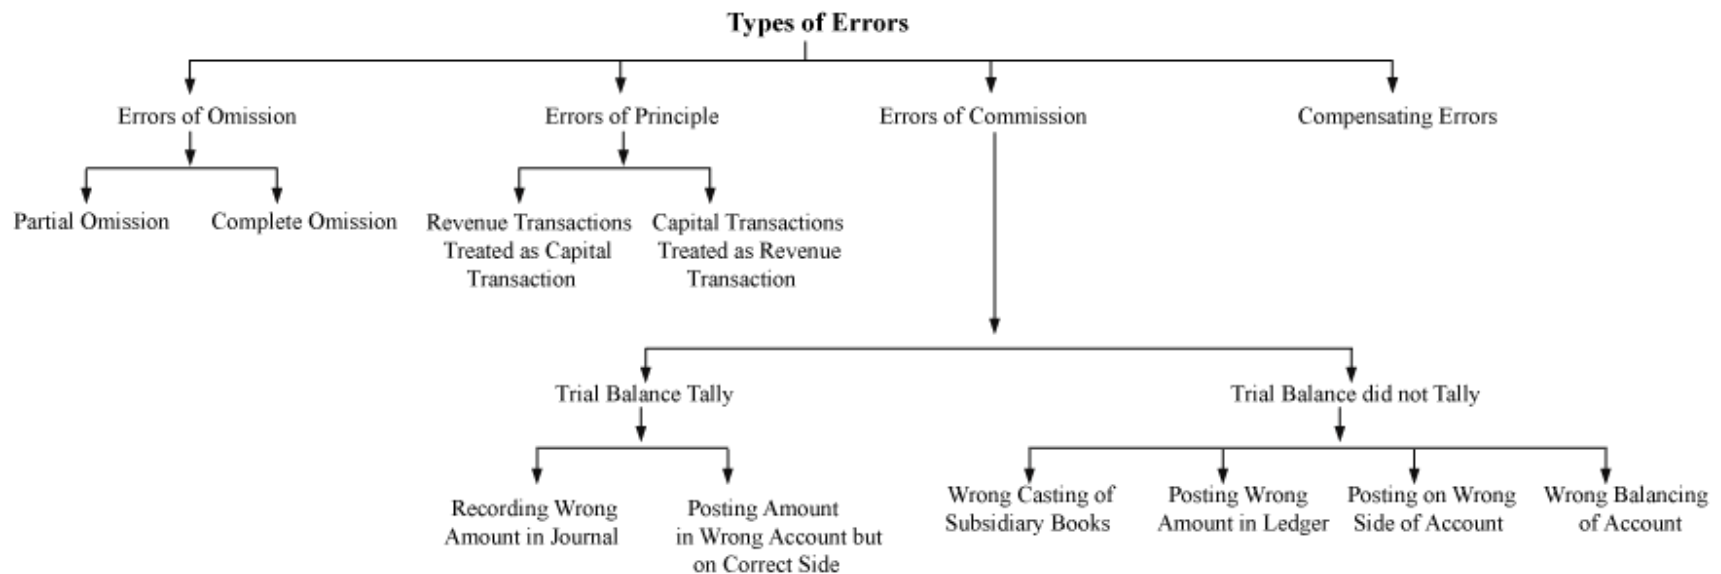 Types of Errors
Errors of Omission
Errors of Principle
Errors of Commission
Compensating Errors
Partial Omission
Complete Omission
Revenue Transactions
Treated as Capital
Transaction
Capital Transactions
Treated as Revenue
Transaction
Trial Balance Tally
Trial Balance did not Tally
Recording Wrong
Amount in Journal
Posting Amount
in Wrong Account but
on Correct Side
Wrong Casting of
Subsidiary Books
Posting Wrong
Amount in Ledger
Posting on Wrong
Side of Account
Wrong Balancing
of Account